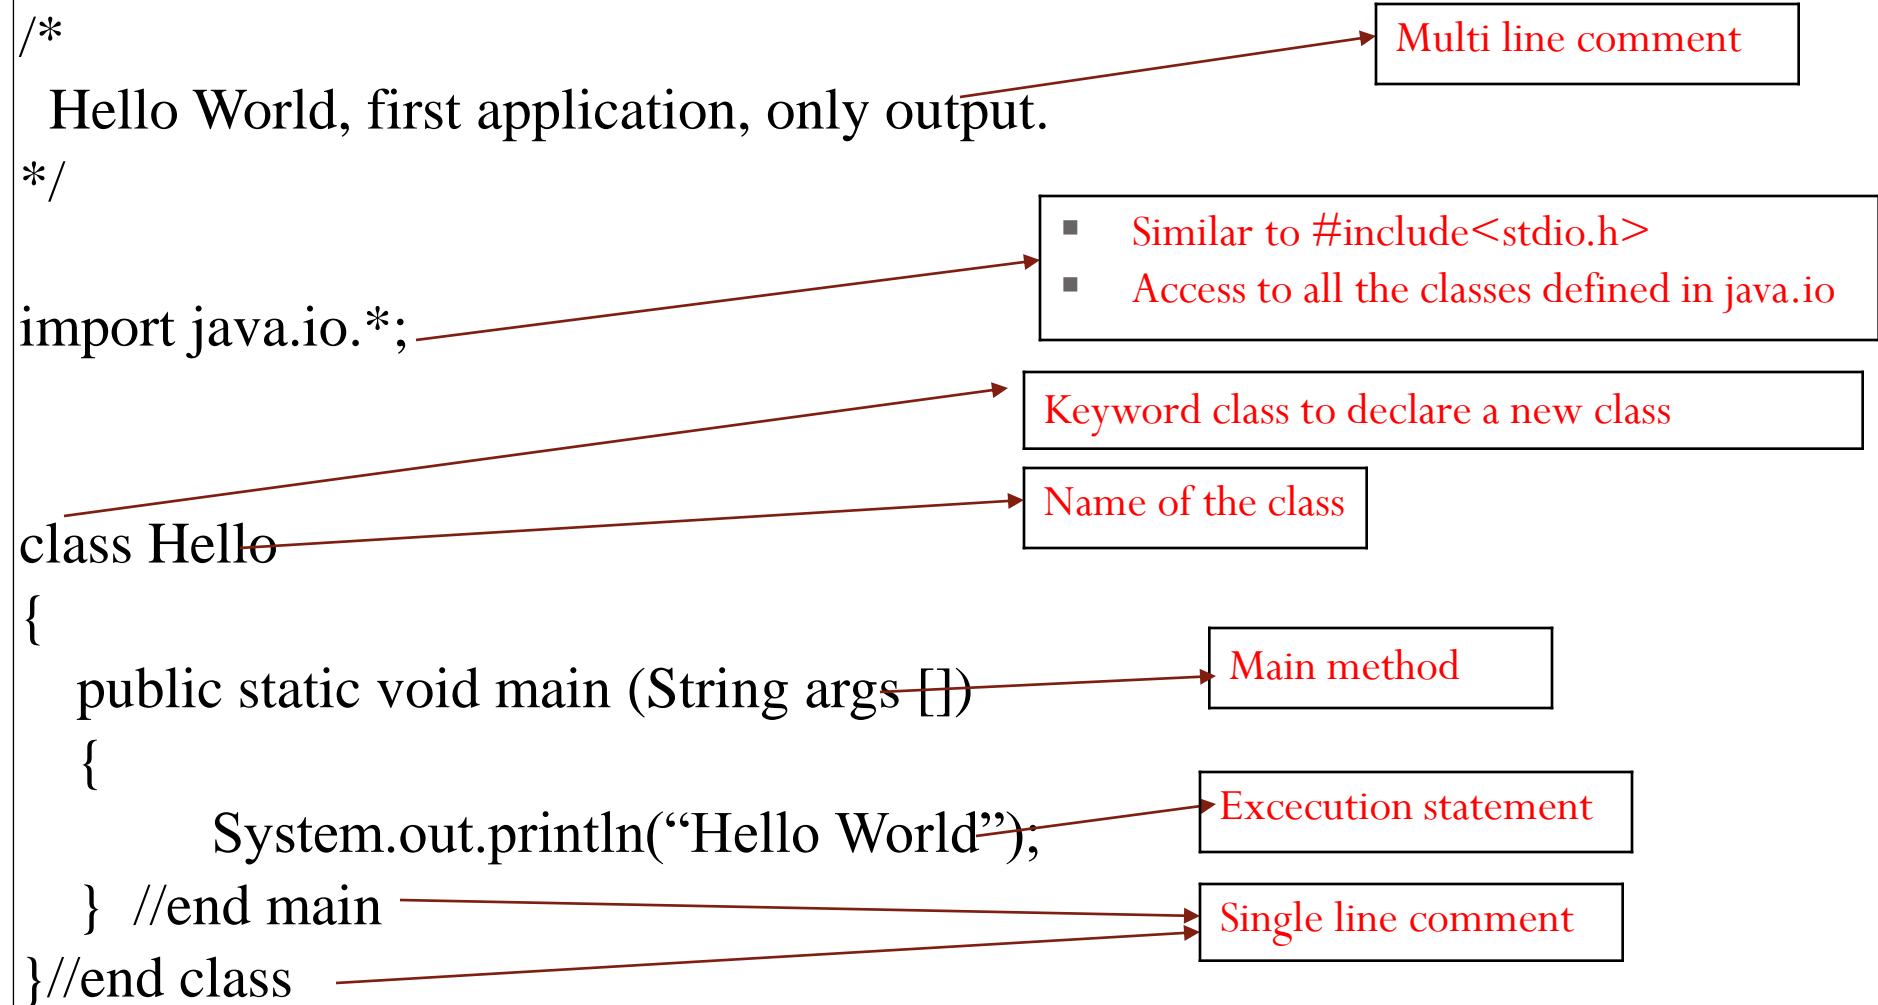 /*
Multi line comment
Hello World, first application, only output.
*/
▪ Similar to #include<stdio.h>
▪ Access to all the classes defined in java.io
import java.io.*;
Keyword class to declare a new class
Name of the class
class Hello
{
Main method
public static void main (String args [])
{
Excecution statement
System.out.println(“Hello World”);
} //end main
Single line comment
}//end class